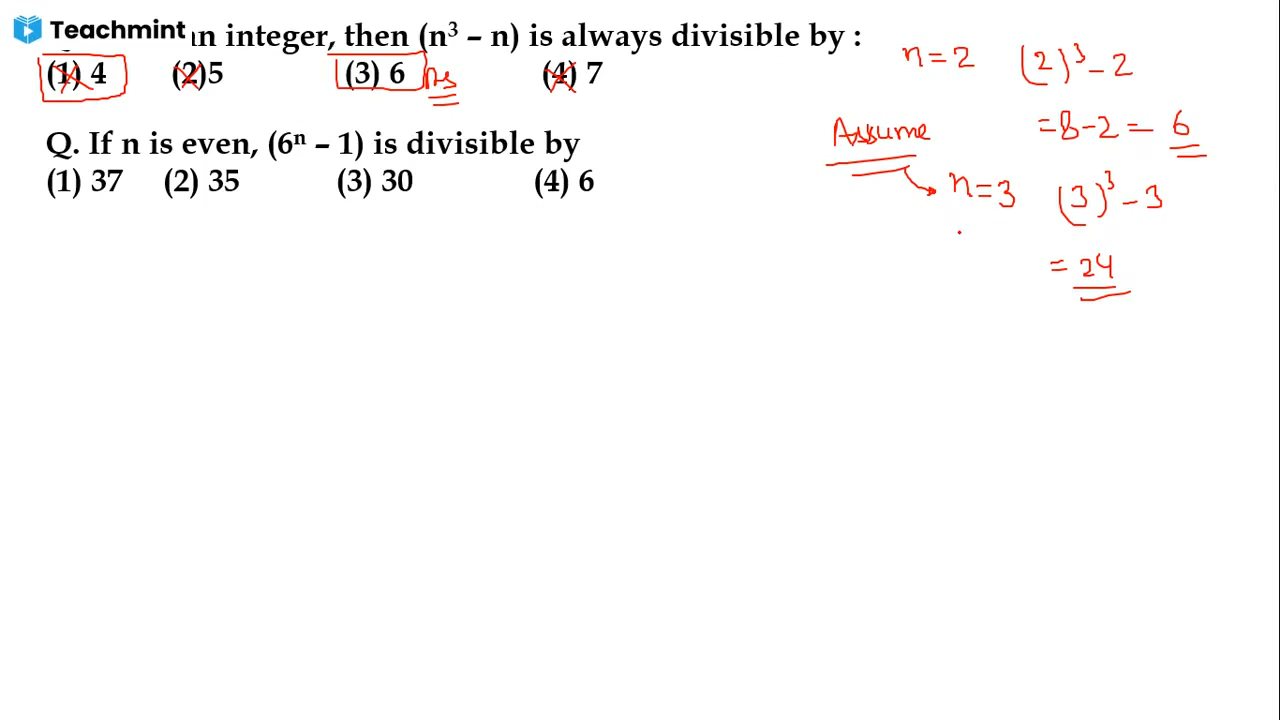 Teachmint
n integer, then (n³ – n) is always divisible by :
(1) 4 (2)5 (3) 6 Ans (4) 7
Q. If n is even, (6ⁿ – 1) is divisible by
(1) 37 (2) 35 (3) 30 (4) 6
n=2 (2)³-2
=8-2= 6
Assume
n=3 (3)³-3
= 24